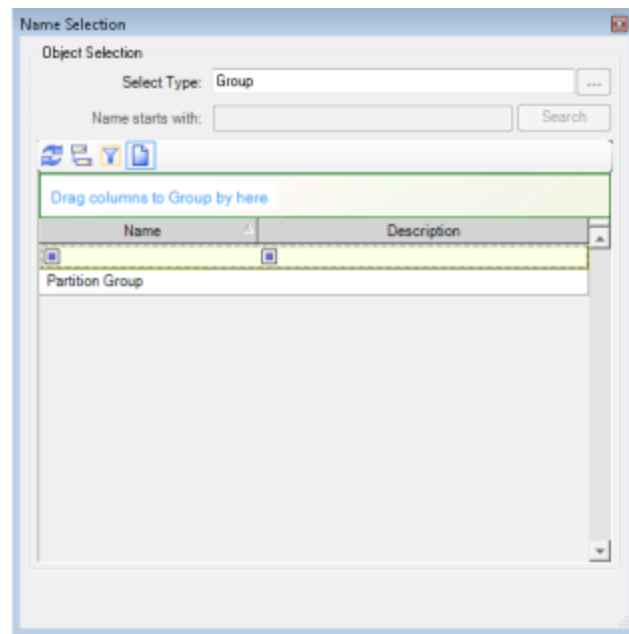 Name Selection
Object Selection
Select Type: Group ...
Name starts with: Search
Drag columns to Group by here
Name Description
Partition Group